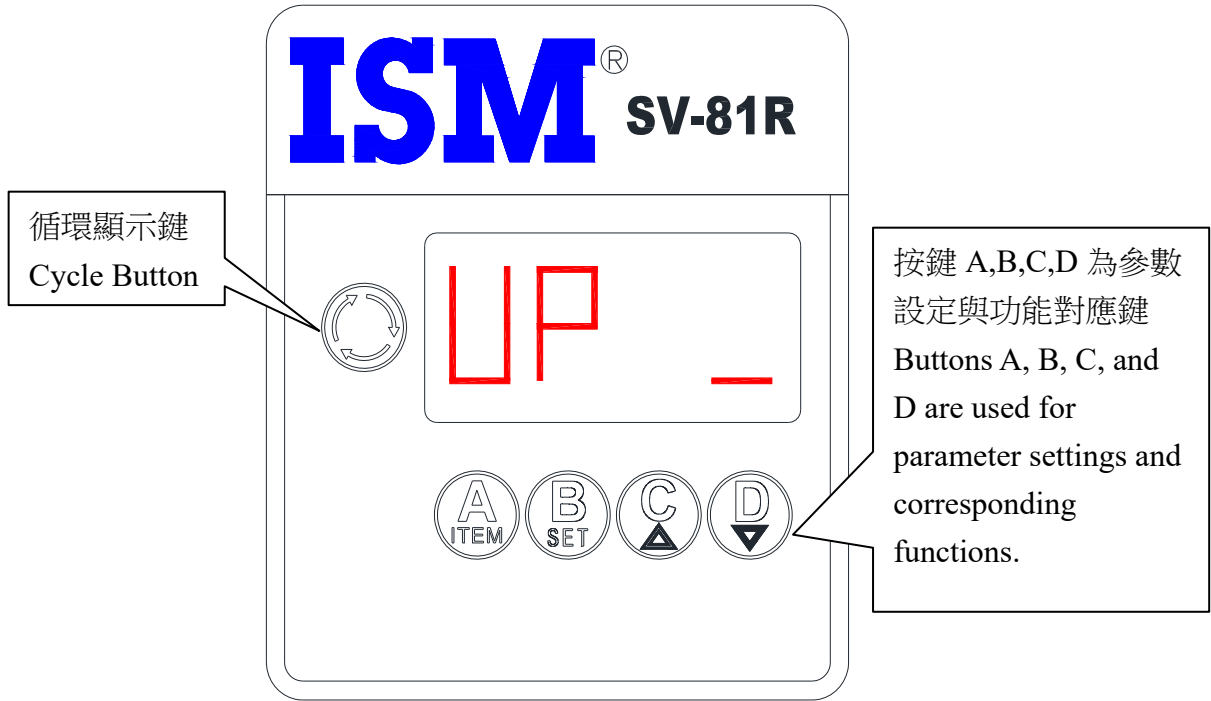 ISM®
SV-81R
循環顯示鍵
Cycle Button
UP _
按鍵 A,B,C,D 為參數
設定與功能對應鍵
Buttons A, B, C, and
D are used for
parameter settings and
corresponding
functions.
A
ITEM
B
SET
C
D